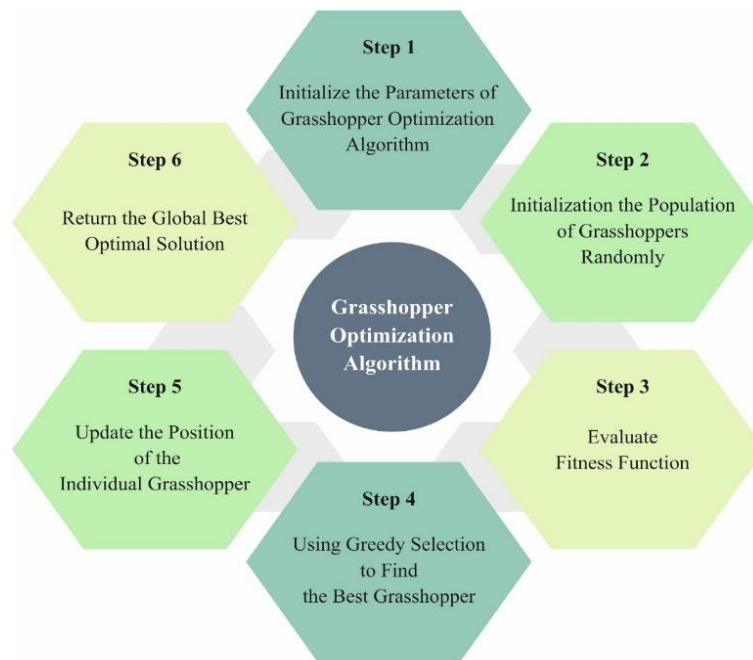 Step 1
Initialize the Parameters of
Grasshopper Optimization
Algorithm
Step 2
Initialization the Population
of Grasshoppers
Randomly
Step 3
Evaluate
Fitness Function
Step 4
Using Greedy Selection
to Find
the Best Grasshopper
Step 5
Update the Position
of the
Individual Grasshopper
Step 6
Return the Global Best
Optimal Solution
Grasshopper
Optimization
Algorithm